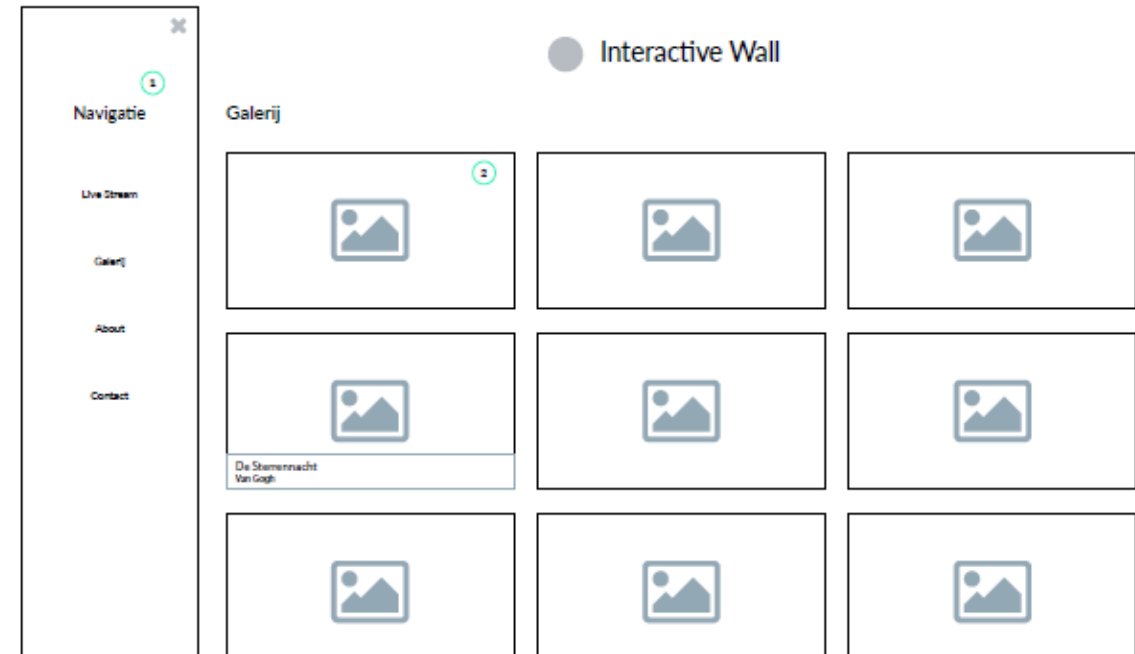 Interactive Wall
1
Navigatie
Live Stream
Galerij
About
Contact
Galerij
2
De Sterrennacht
Van Gogh